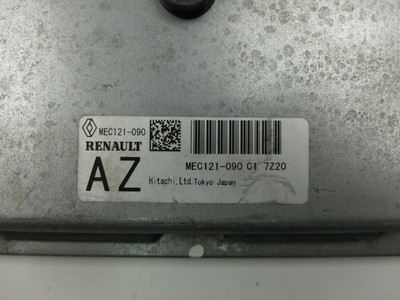 MEC121-090
RENAULT
AZ
MEC121-090 C1 7Z20
Hitachi,Ltd.Tokyo Japan